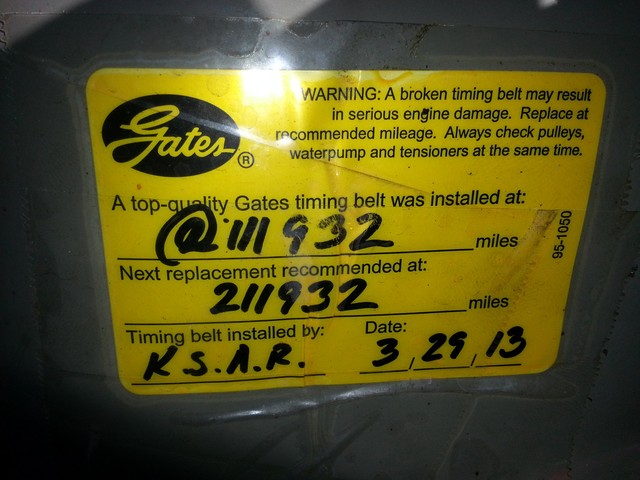 Gates®
WARNING: A broken timing belt may result
in serious engine damage. Replace at
recommended mileage. Always check pulleys,
waterpump and tensioners at the same time.
A top-quality Gates timing belt was installed at:
@ 111932 miles
Next replacement recommended at:
211932 miles
Timing belt installed by: Date:
K.S.A.R. 3, 29, 13
95-1050